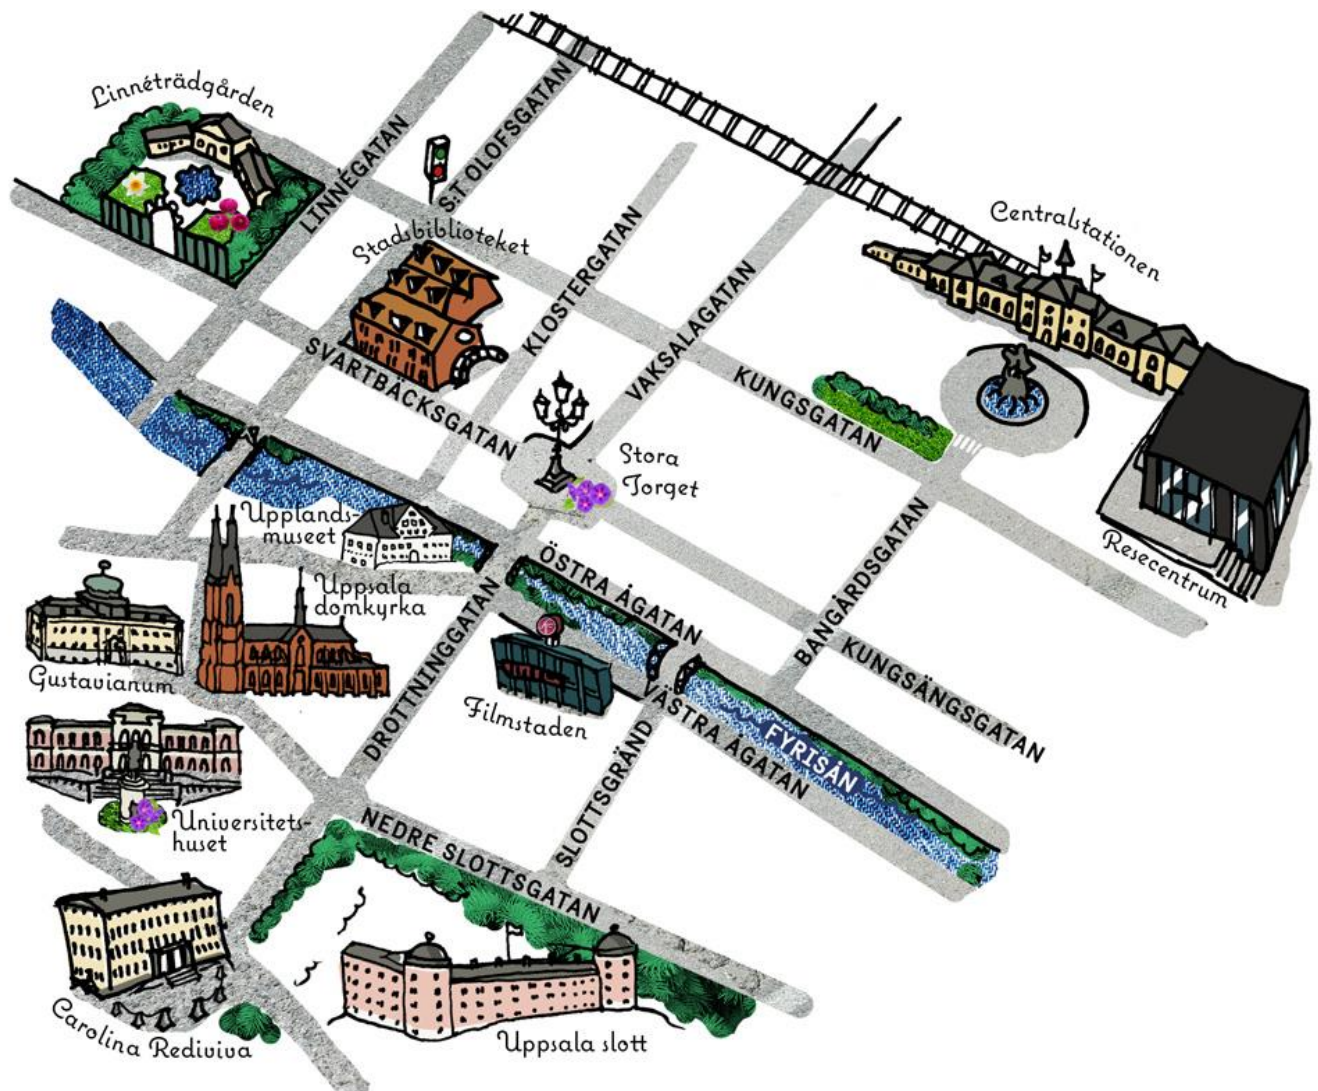 Linnéträdgården
LINNÉGATAN
S:T OLOFSGATAN
Stadsbiblioteket
KLOSTERGATAN
VAKSALAGATAN
Centralstationen
SVARTBÄCKSGATAN
KUNGSGATAN
Stora
Torget
Upplands-
museet
Uppsala
domkyrka
Gustavianum
DROTTNINGGATAN
ÖSTRA ÅGATAN
Filmstaden
BANGÅRDSGATAN
Resecentrum
KUNGSÄNGSGATAN
VÄSTRA ÅGATAN
FYRISÅN
SLOTTSGRÄND
Universitets-
huset
NEDRE SLOTTSGATAN
Carolina Rediviva
Uppsala slott